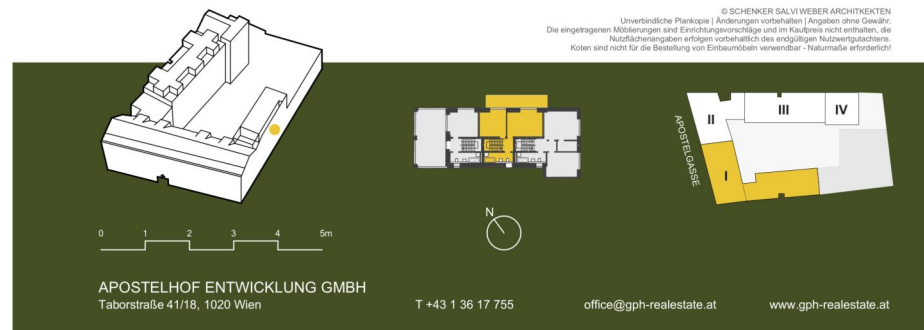 © SCHENKER SALVI WEBER ARCHITKEKTEN
Unverbindliche Plankopie | Änderungen vorbehalten | Angaben ohne Gewähr.
Die eingetragenen Möblierungen sind Einrichtungsvorschläge und im Kaufpreis nicht enthalten, die
Nutzflächenangaben erfolgen vorbehaltlich des endgültigen Nutzwertgutachtens.
Koten sind nicht für die Bestellung von Einbaumöbeln verwendbar - Naturmaße erforderlich!
II
III
IV
I
APOSTELGASSE
N
0 1 2 3 4 5m
APOSTELHOF ENTWICKLUNG GMBH
Taborstraße 41/18, 1020 Wien
T +43 1 36 17 755
office@gph-realestate.at
www.gph-realestate.at